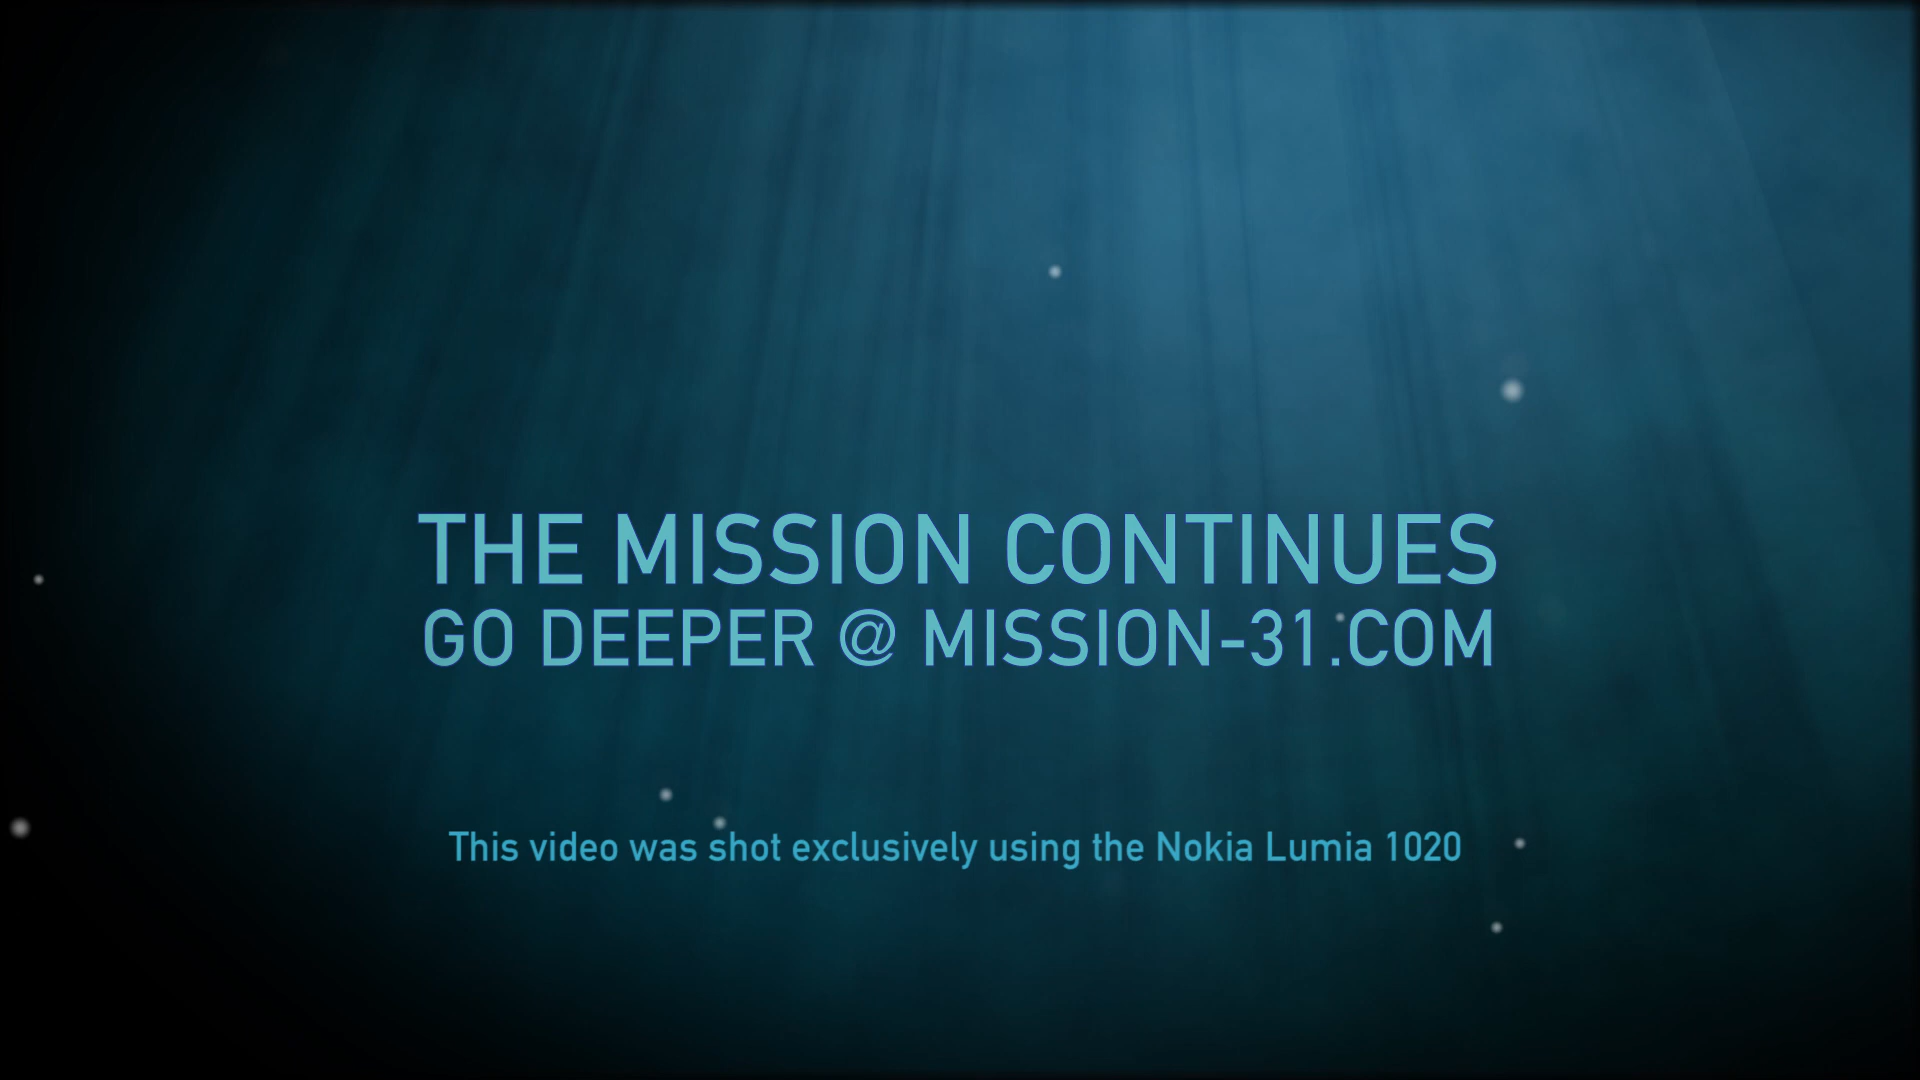 THE MISSION CONTINUES
GO DEEPER @ MISSION-31.COM
This video was shot exclusively using the Nokia Lumia 1020